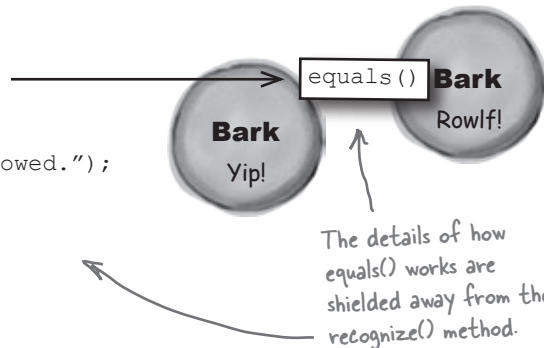 equals()
Bark
Rowlf!
Bark
Yip!
owed.");
The details of how
equals() works are
shielded away from the
recognize() method.